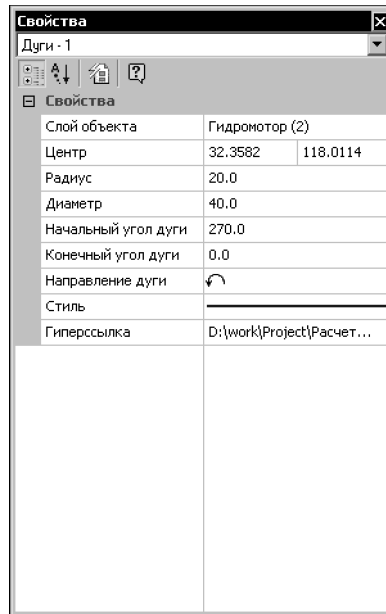 Свойства
Дуги - 1
Свойства
Слой объекта Гидромотор (2)
Центр 32.3582 118.0114
Радиус 20.0
Диаметр 40.0
Начальный угол дуги 270.0
Конечный угол дуги 0.0
Направление дуги
Стиль
Гиперссылка D:\work\Project\Расчет...